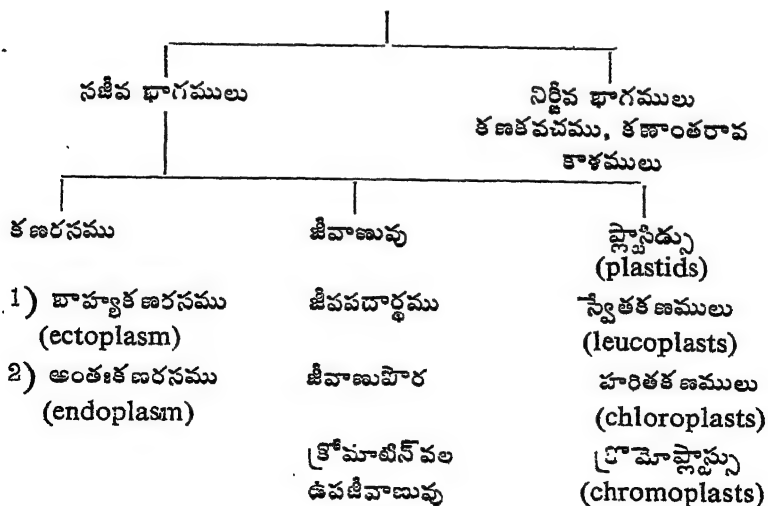 సజీవ భాగములు
నిర్జీవ భాగములు
కణకవచము, కణాంతరావ
కాశములు
కణరసము
జీవాణువు
ప్లాస్టిడ్సు
(plastids)
1) బాహ్యకణరసము
జీవపదార్థము
స్వేతకణములు
(ectoplasm)
(leucoplasts)
2) అంతఃకణరసము
జీవాణుపొర
హరితకణములు
(endoplasm)
(chloroplasts)
క్రోమాటిన్ వల
క్రొమోప్లాస్ట్సు
ఉపజీవాణువు
(chromoplasts)